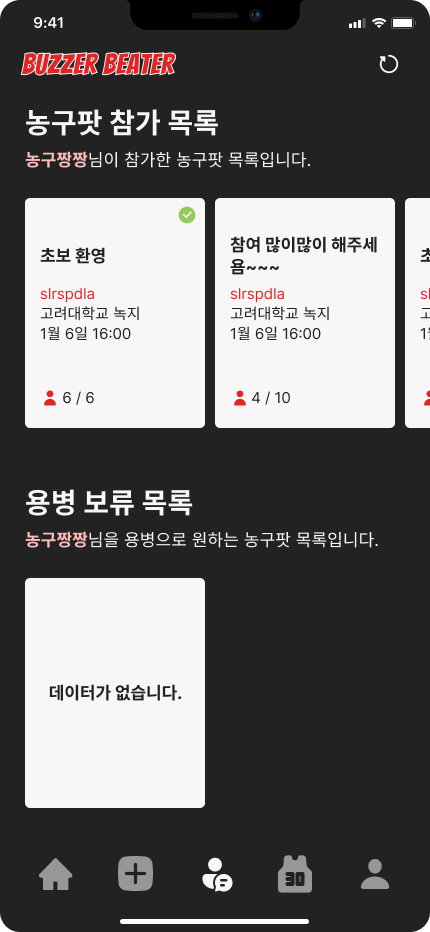 9:41
BUZZER BEATER
농구팟 참가 목록
농구짱짱님이 참가한 농구팟 목록입니다.
초보 환영
slrspdla
고려대학교 녹지
1월 6일 16:00
6 / 6
참여 많이많이 해주세
욤~~~
slrspdla
고려대학교 녹지
1월 6일 16:00
4 / 10
용병 보류 목록
농구짱짱님을 용병으로 원하는 농구팟 목록입니다.
데이터가 없습니다.
30